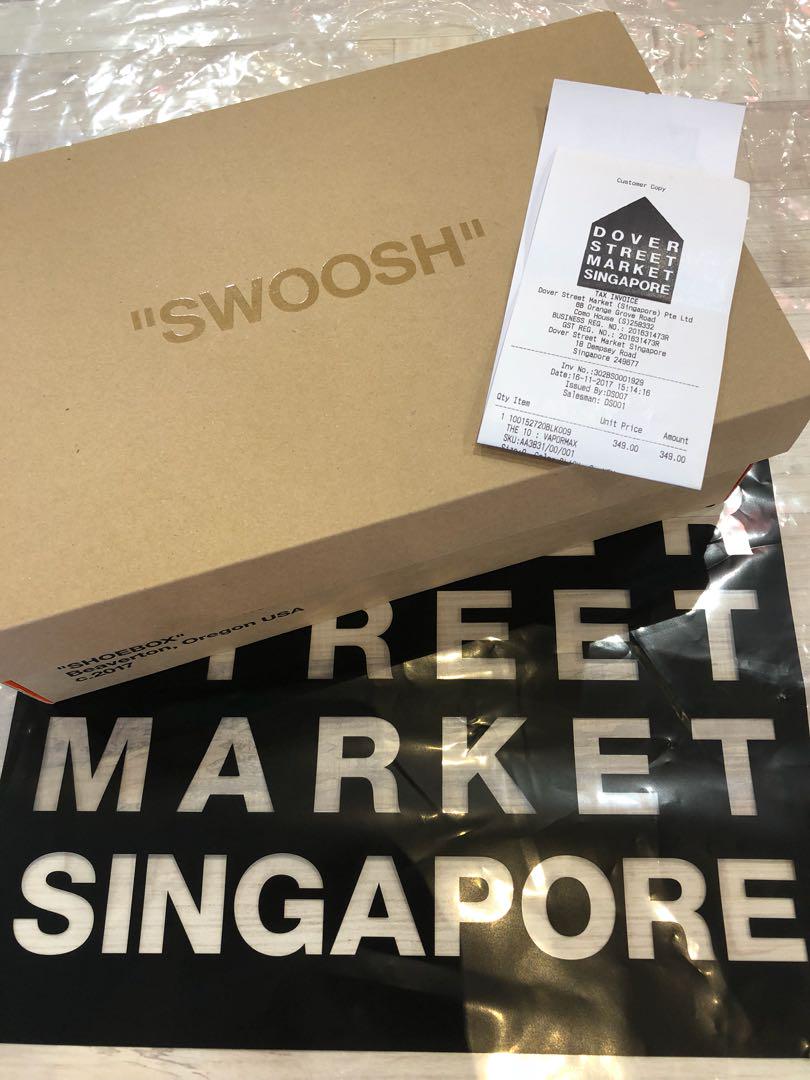 "SWOOSH"
Customer Copy
DOVER
STREET
MARKET
SINGAPORE
TAX INVOICE
Dover Street Market (Singapore) Pte Ltd
6B Orange Grove Road
Como House (S)258332
BUSINESS REG. NO.: 201631473R
GST REG. NO.: 201631473R
Dover Street Market Singapore
18 Dempsey Road
Singapore 249677
Inv No.:302BS0001929
Date:16-11-2017 15:14:16
Issued By:DS007
Salesman: DS001
Qty Item Unit Price Amount
1 100152720BLK009 349.00 349.00
THE 10 : VAPORMAX
SKU:AA3831/00/001
"SHOEBOX"
Beaverton, Oregon USA
c.2017
STREET
MARKET
SINGAPORE